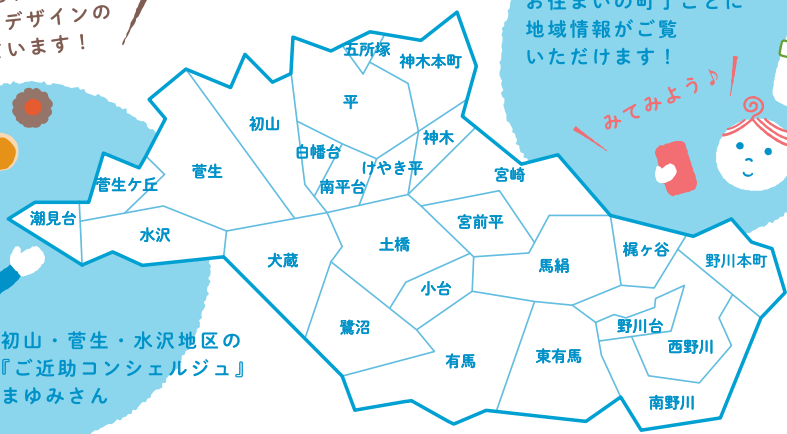 デザインの
います！
お住まいの町丁ごとに
地域情報がご覧
いただけます！
みてみよう♪
五所塚
神木本町
平
初山
神木
白幡台
けやき平
菅生
南平台
宮崎
菅生ケ丘
潮見台
水沢
宮前平
土橋
犬蔵
馬絹
梶ケ谷
野川本町
小台
鷺沼
野川台
有馬
東有馬
西野川
南野川
初山・菅生・水沢地区の
『ご近助コンシェルジュ』
まゆみさん